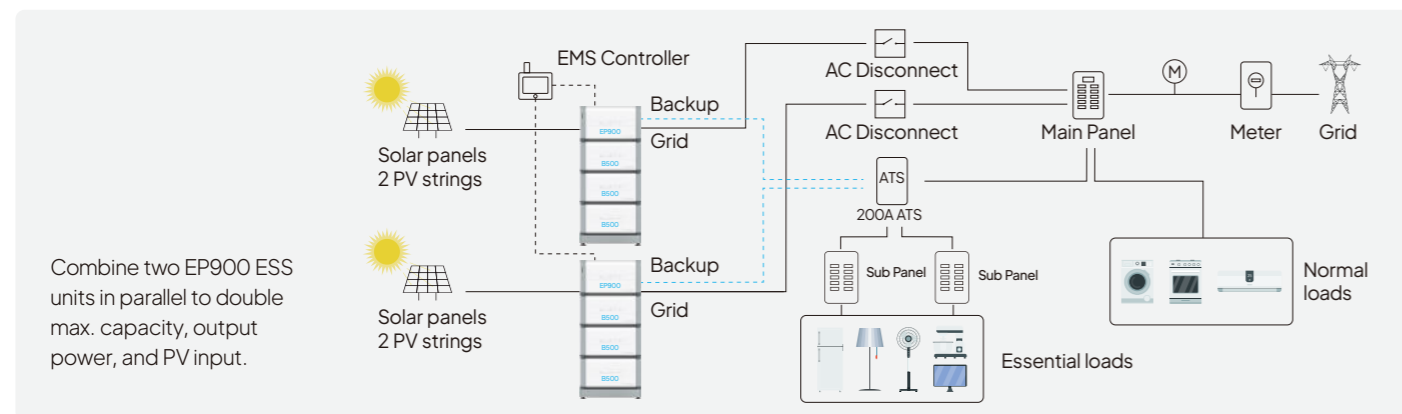 EMS Controller
Backup
Grid
EP900
B500
B500
B500
Solar panels
2 PV strings
AC Disconnect
AC Disconnect
M
Main Panel
Meter
Grid
ATS
200A ATS
Sub Panel
Sub Panel
Combine two EP900 ESS
units in parallel to double
max. capacity, output
power, and PV input.
Solar panels
2 PV strings
Backup
Grid
EP900
B500
B500
B500
Essential loads
Normal
loads